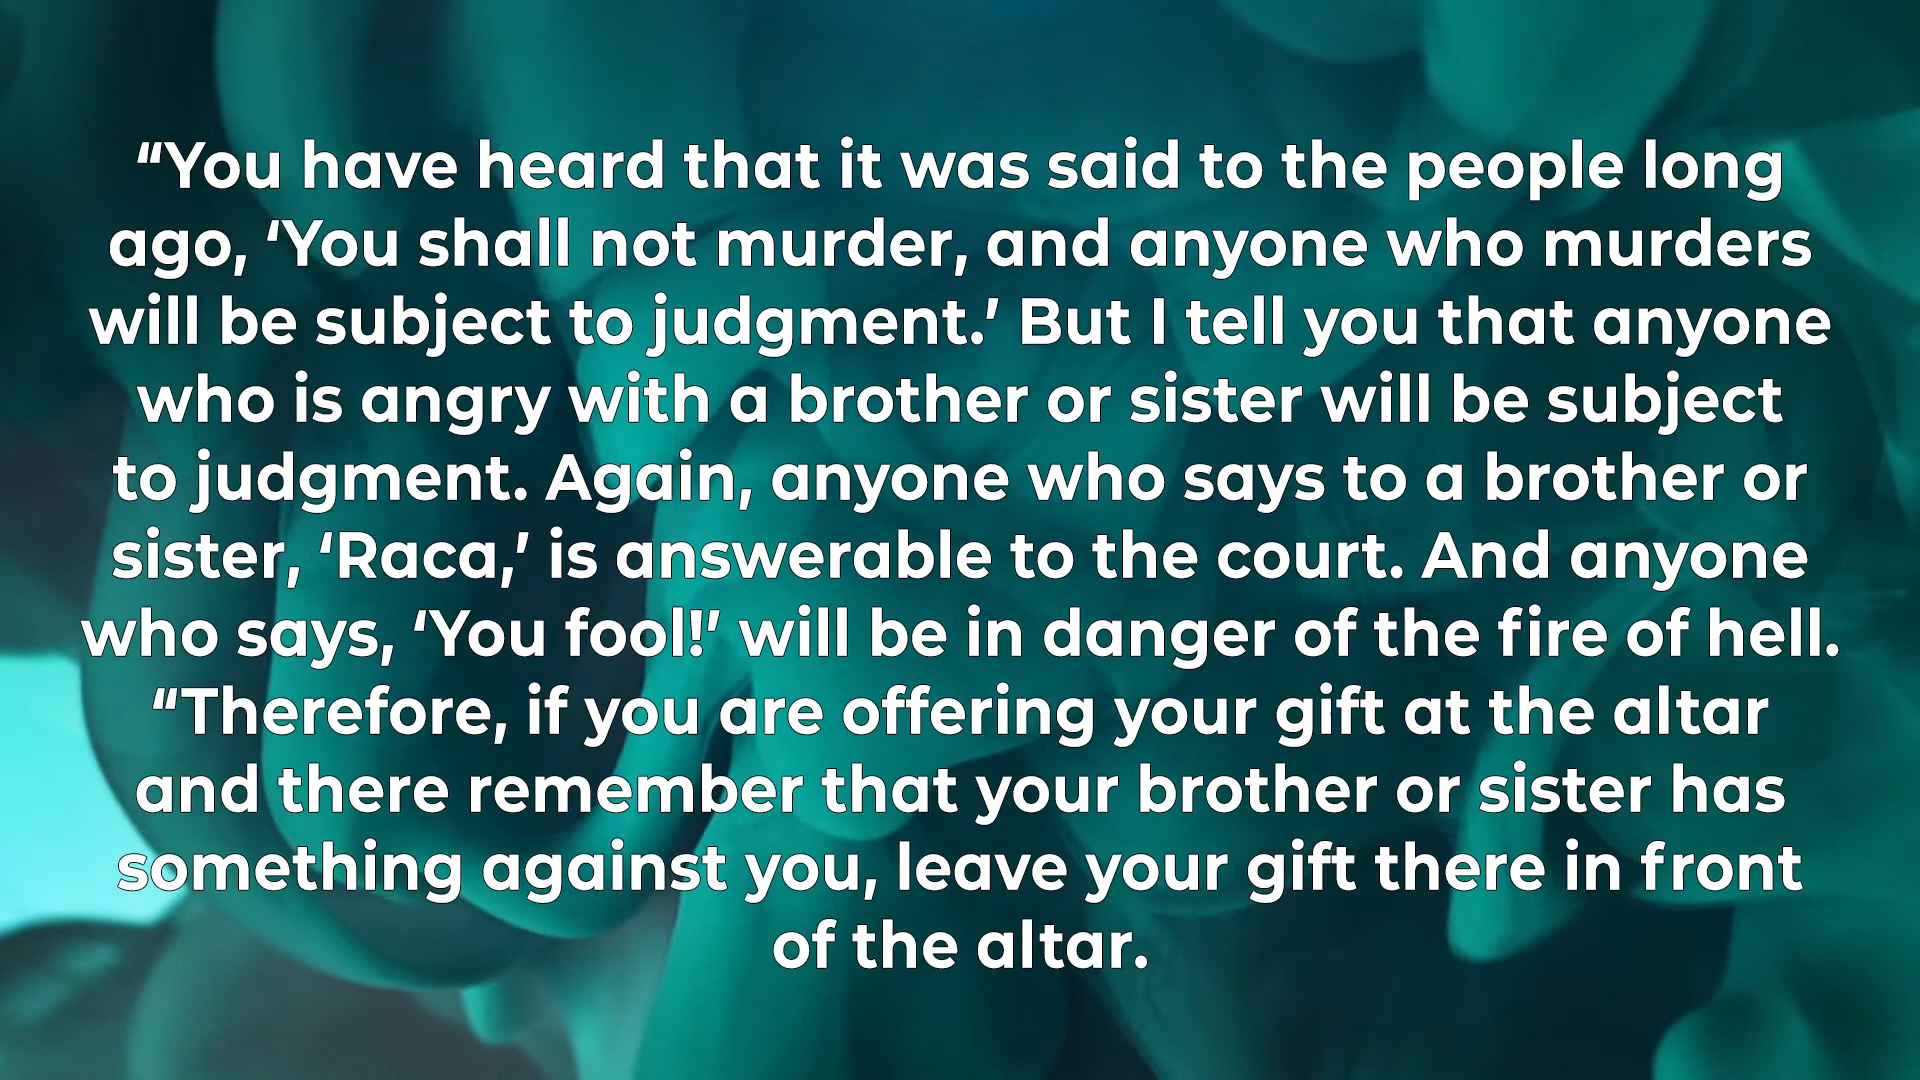 “You have heard that it was said to the people long
ago, ‘You shall not murder, and anyone who murders
will be subject to judgment.’ But I tell you that anyone
who is angry with a brother or sister will be subject
to judgment. Again, anyone who says to a brother or
sister, ‘Raca,’ is answerable to the court. And anyone
who says, ‘You fool!’ will be in danger of the fire of hell.
“Therefore, if you are offering your gift at the altar
and there remember that your brother or sister has
something against you, leave your gift there in front
of the altar.